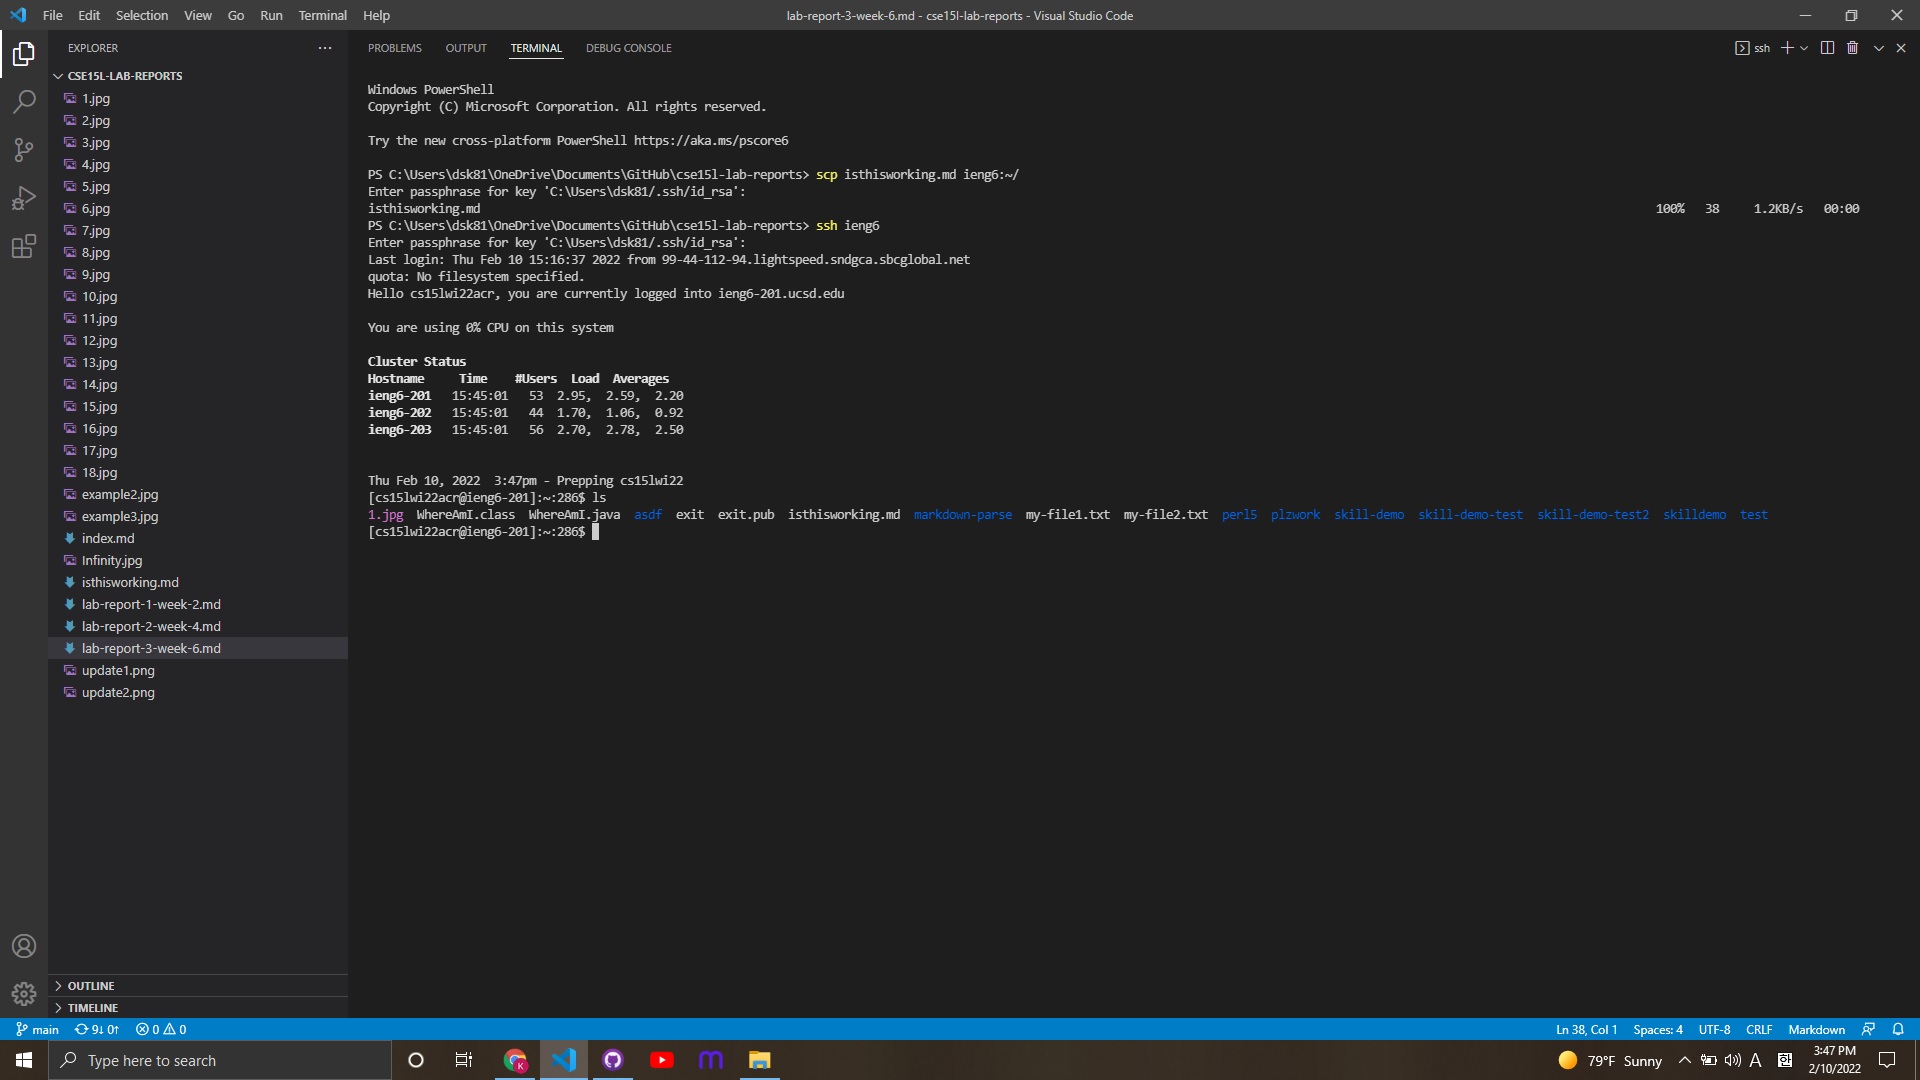 File Edit Selection View Go Run Terminal Help
lab-report-3-week-6.md - cse15l-lab-reports - Visual Studio Code
EXPLORER
CSE15L-LAB-REPORTS
1.jpg
2.jpg
3.jpg
4.jpg
5.jpg
6.jpg
7.jpg
8.jpg
9.jpg
10.jpg
11.jpg
12.jpg
13.jpg
14.jpg
15.jpg
16.jpg
17.jpg
18.jpg
example2.jpg
example3.jpg
index.md
Infinity.jpg
isthisworking.md
lab-report-1-week-2.md
lab-report-2-week-4.md
lab-report-3-week-6.md
update1.png
update2.png
OUTLINE
TIMELINE
PROBLEMS OUTPUT TERMINAL DEBUG CONSOLE
ssh
Windows PowerShell
Copyright (C) Microsoft Corporation. All rights reserved.
Try the new cross-platform PowerShell https://aka.ms/pscore6
PS C:\Users\dsk81\OneDrive\Documents\GitHub\cse15l-lab-reports> scp isthisworking.md ieng6:~/
Enter passphrase for key 'C:\Users\dsk81/.ssh/id_rsa':
isthisworking.md 100% 38 1.2KB/s 00:00
PS C:\Users\dsk81\OneDrive\Documents\GitHub\cse15l-lab-reports> ssh ieng6
Enter passphrase for key 'C:\Users\dsk81/.ssh/id_rsa':
Last login: Thu Feb 10 15:16:37 2022 from 99-44-112-94.lightspeed.sndgca.sbcglobal.net
quota: No filesystem specified.
Hello cs15lwi22acr, you are currently logged into ieng6-201.ucsd.edu
You are using 0% CPU on this system
Cluster Status
Hostname Time #Users Load Averages
ieng6-201 15:45:01 53 2.95, 2.59, 2.20
ieng6-202 15:45:01 44 1.70, 1.06, 0.92
ieng6-203 15:45:01 56 2.70, 2.78, 2.50
Thu Feb 10, 2022 3:47pm - Prepping cs15lwi22
[cs15lwi22acr@ieng6-201]:~:286$ ls
1.jpg WhereAmI.class WhereAmI.java asdf exit exit.pub isthisworking.md markdown-parse my-file1.txt my-file2.txt perl5 plzwork skill-demo skill-demo-test skill-demo-test2 skilldemo test
[cs15lwi22acr@ieng6-201]:~:286$
main 9↓ 0↑ 0 0
Ln 38, Col 1 Spaces: 4 UTF-8 CRLF Markdown
Type here to search
K
79°F Sunny
A 한
3:47 PM
2/10/2022